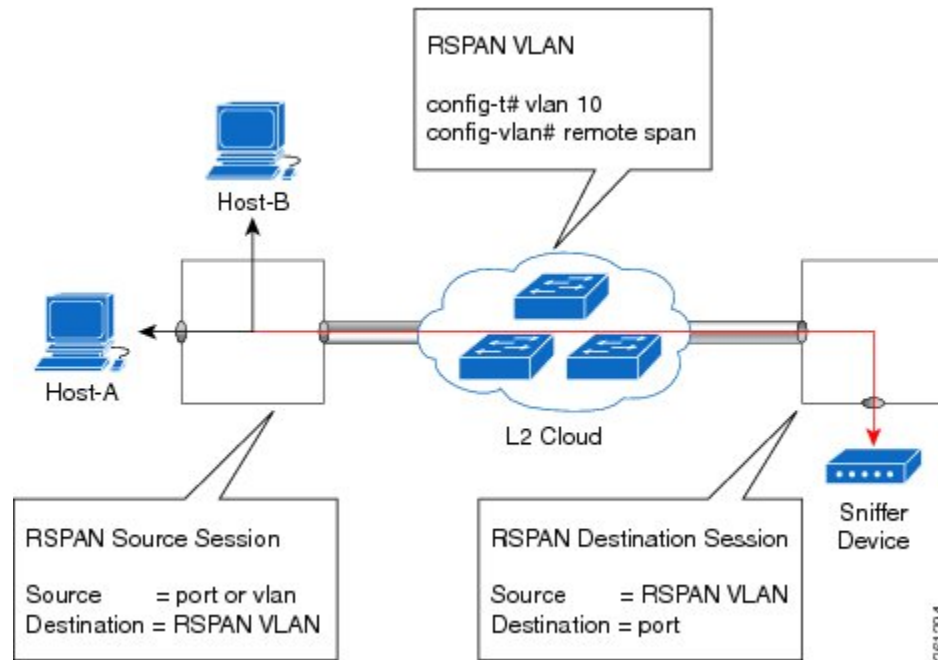 RSPAN VLAN
config-t# vlan 10
config-vlan# remote span
Host-B
Host-A
L2 Cloud
Sniffer
Device
RSPAN Source Session
Source = port or vlan
Destination = RSPAN VLAN
RSPAN Destination Session
Source = RSPAN VLAN
Destination = port